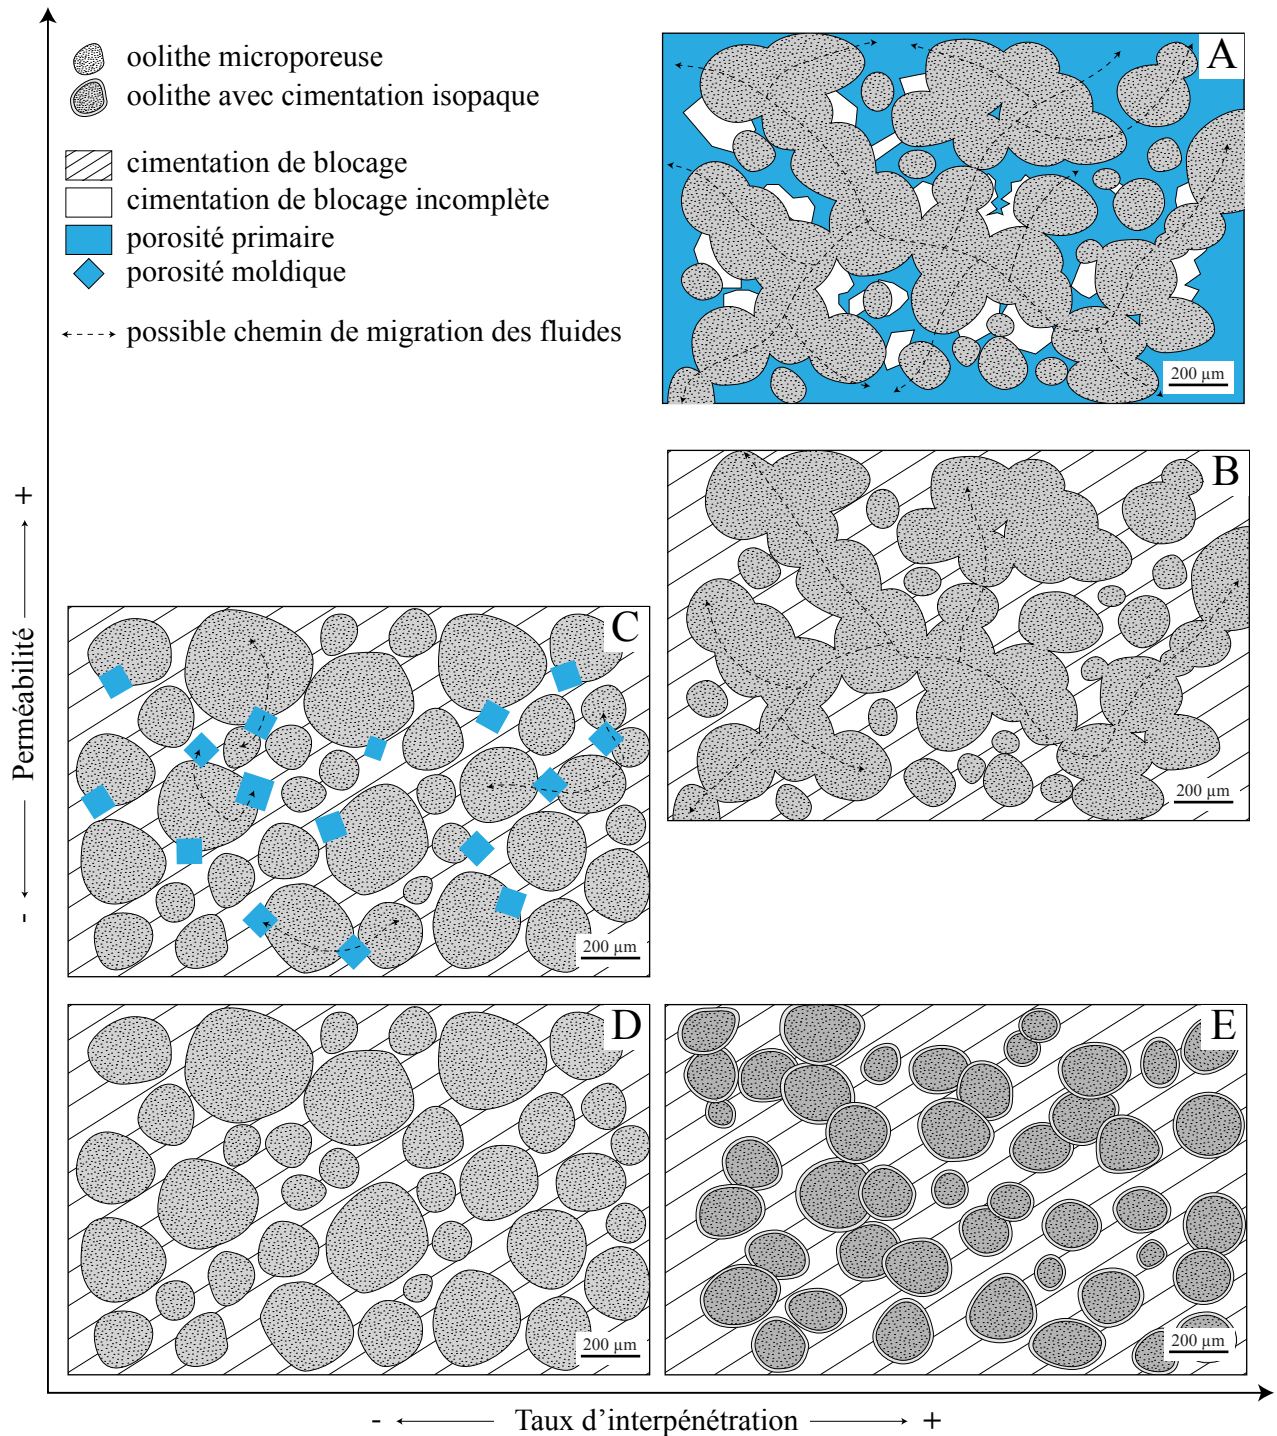 oolithe microporeuse
oolithe avec cimentation isopaque
cimentation de blocage
cimentation de blocage incomplète
porosité primaire
porosité moldique
possible chemin de migration des fluides
A
200 µm
B
200 µm
C
200 µm
D
200 µm
E
200 µm
- Perméabilité +
- Taux d’interpénétration +